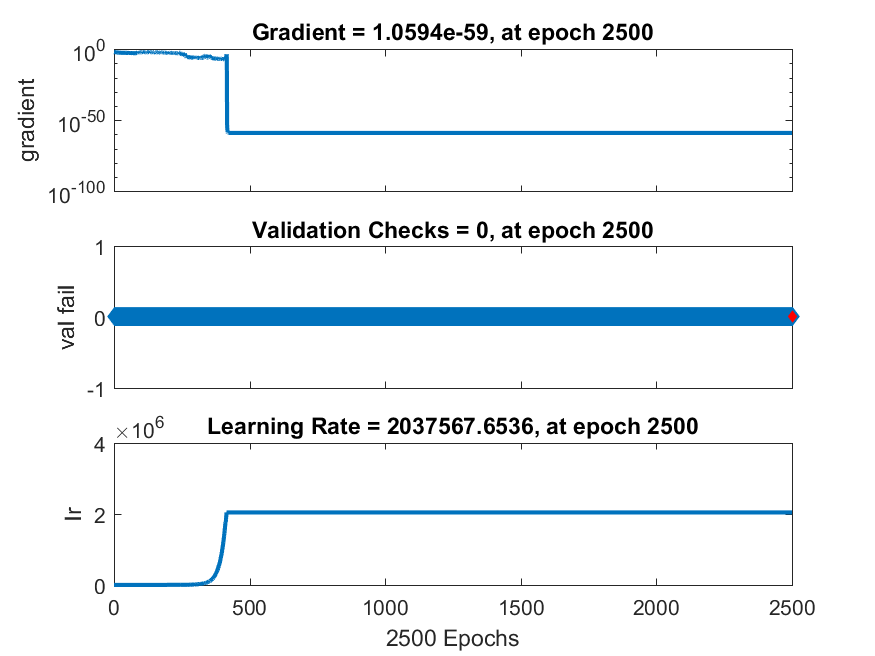 Gradient = 1.0594e-59, at epoch 2500
10^0
10^-50
10^-100
gradient
Validation Checks = 0, at epoch 2500
1
0
-1
val fail
Learning Rate = 2037567.6536, at epoch 2500
×10^6
4
2
0
lr
0 500 1000 1500 2000 2500
2500 Epochs